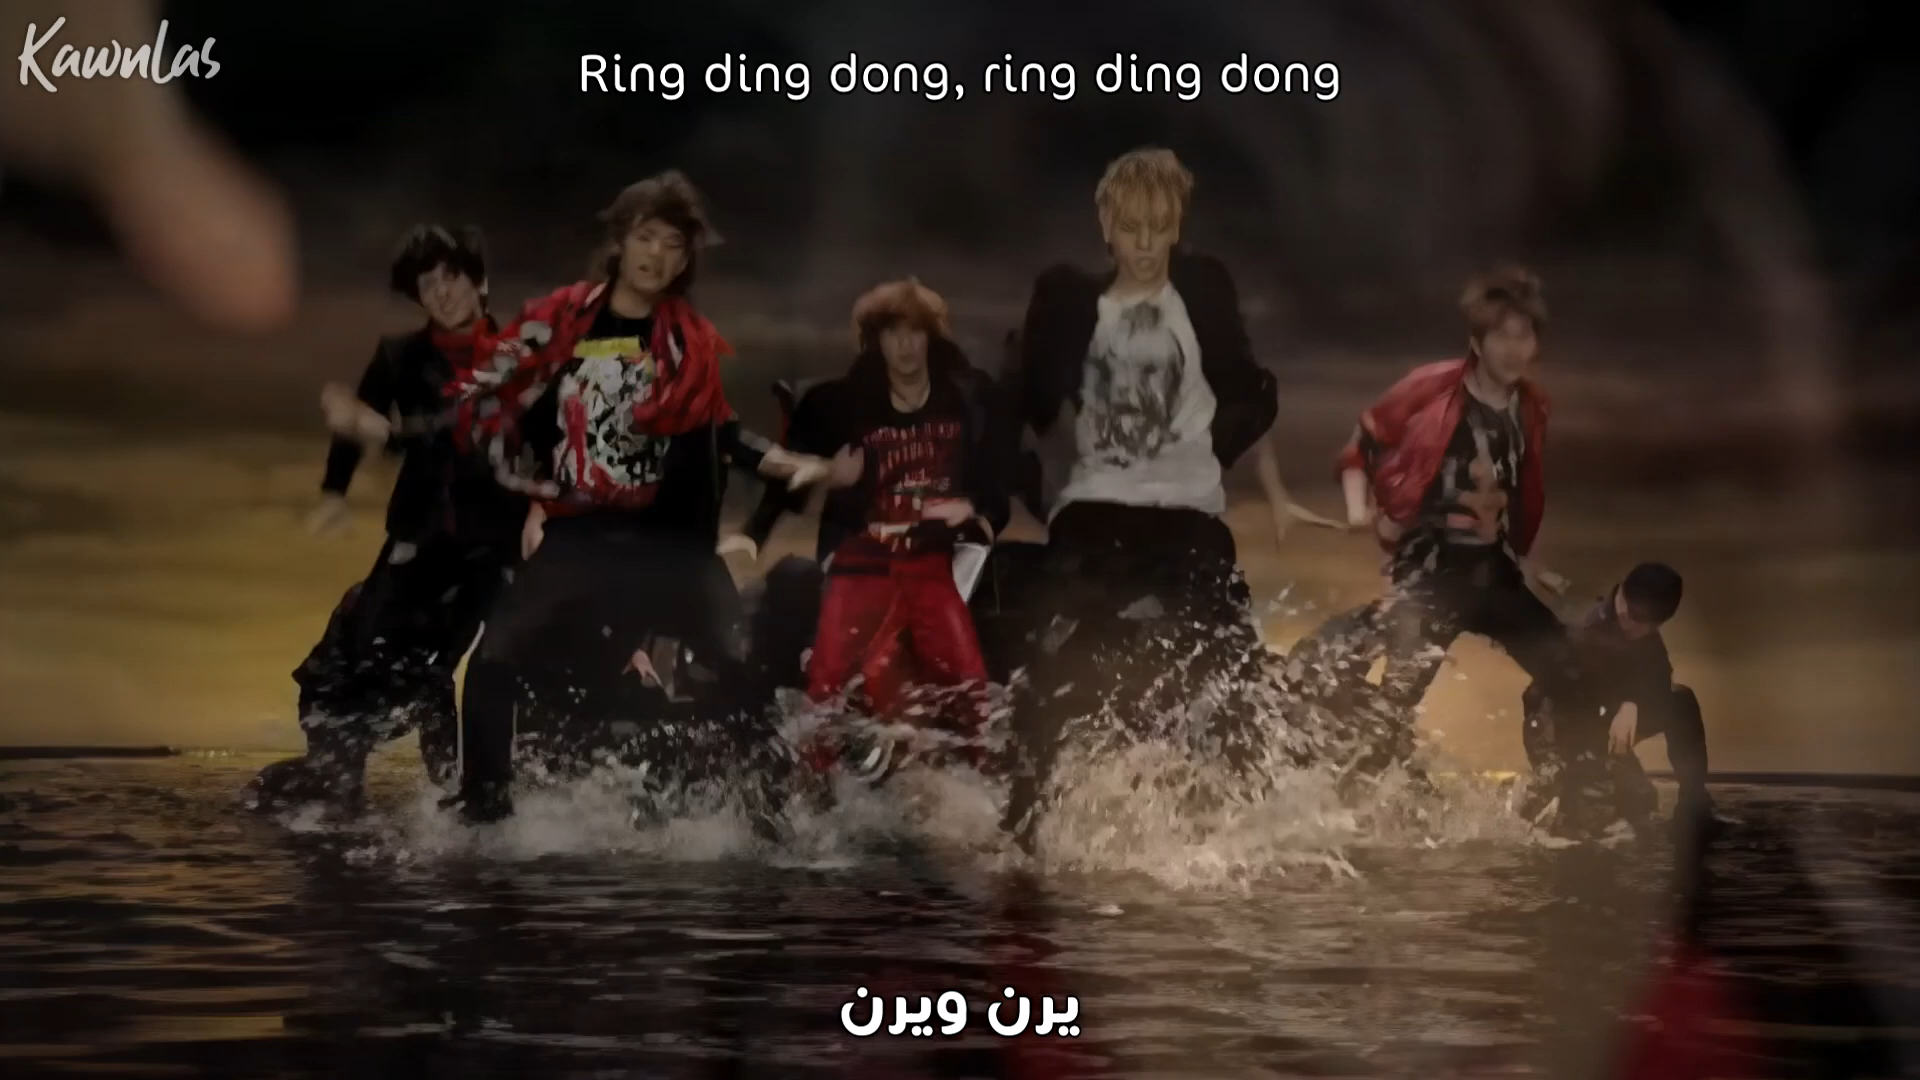 Kawnlas
Ring ding dong, ring ding dong
يرن ويرن